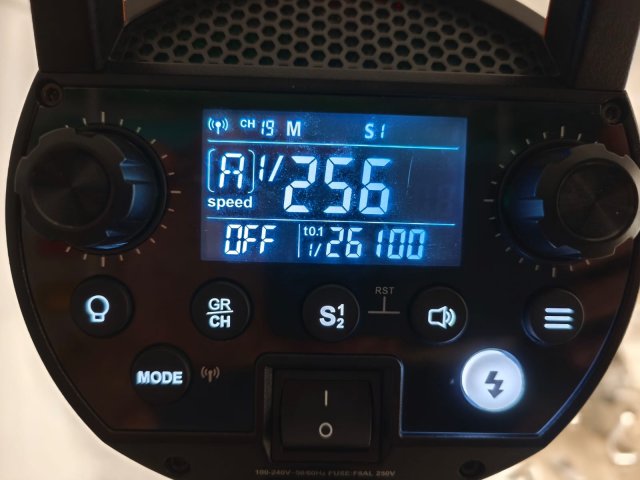 CH 19 M S1
[A] 1/256
speed
OFF t0.1 1/26100
RST
GR
CH
S1
2
MODE
I
O
100-240V~ 50/60Hz FUSE:F8AL 250V